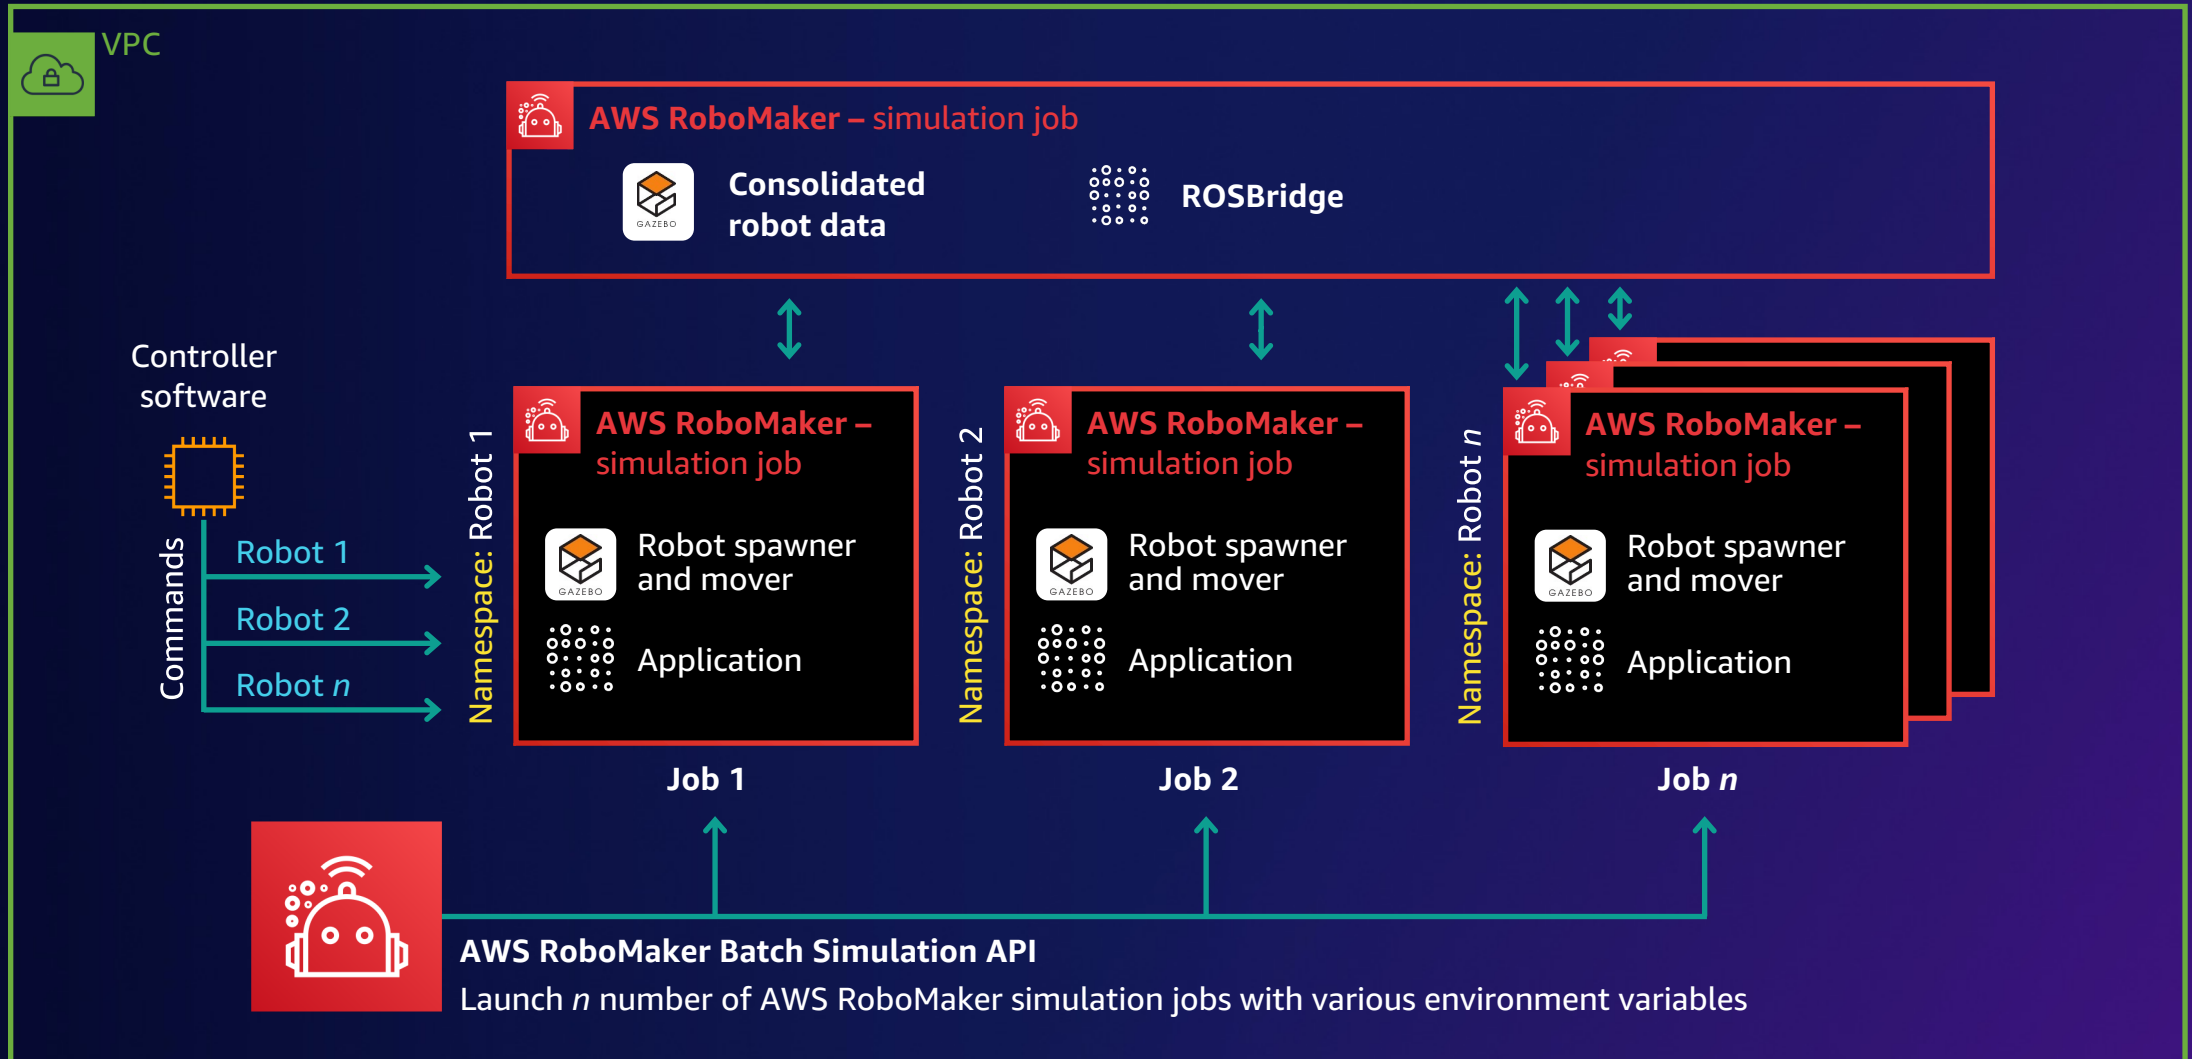 VPC
AWS RoboMaker – simulation job
GAZEBO
Consolidated
robot data
ROSBridge
Controller
software
Commands
Robot 1
Robot 2
Robot n
Namespace: Robot 1
AWS RoboMaker –
simulation job
GAZEBO
Robot spawner
and mover
Application
Job 1
Namespace: Robot 2
AWS RoboMaker –
simulation job
GAZEBO
Robot spawner
and mover
Application
Job 2
Namespace: Robot n
AWS RoboMaker –
simulation job
GAZEBO
Robot spawner
and mover
Application
Job n
AWS RoboMaker Batch Simulation API
Launch n number of AWS RoboMaker simulation jobs with various environment variables